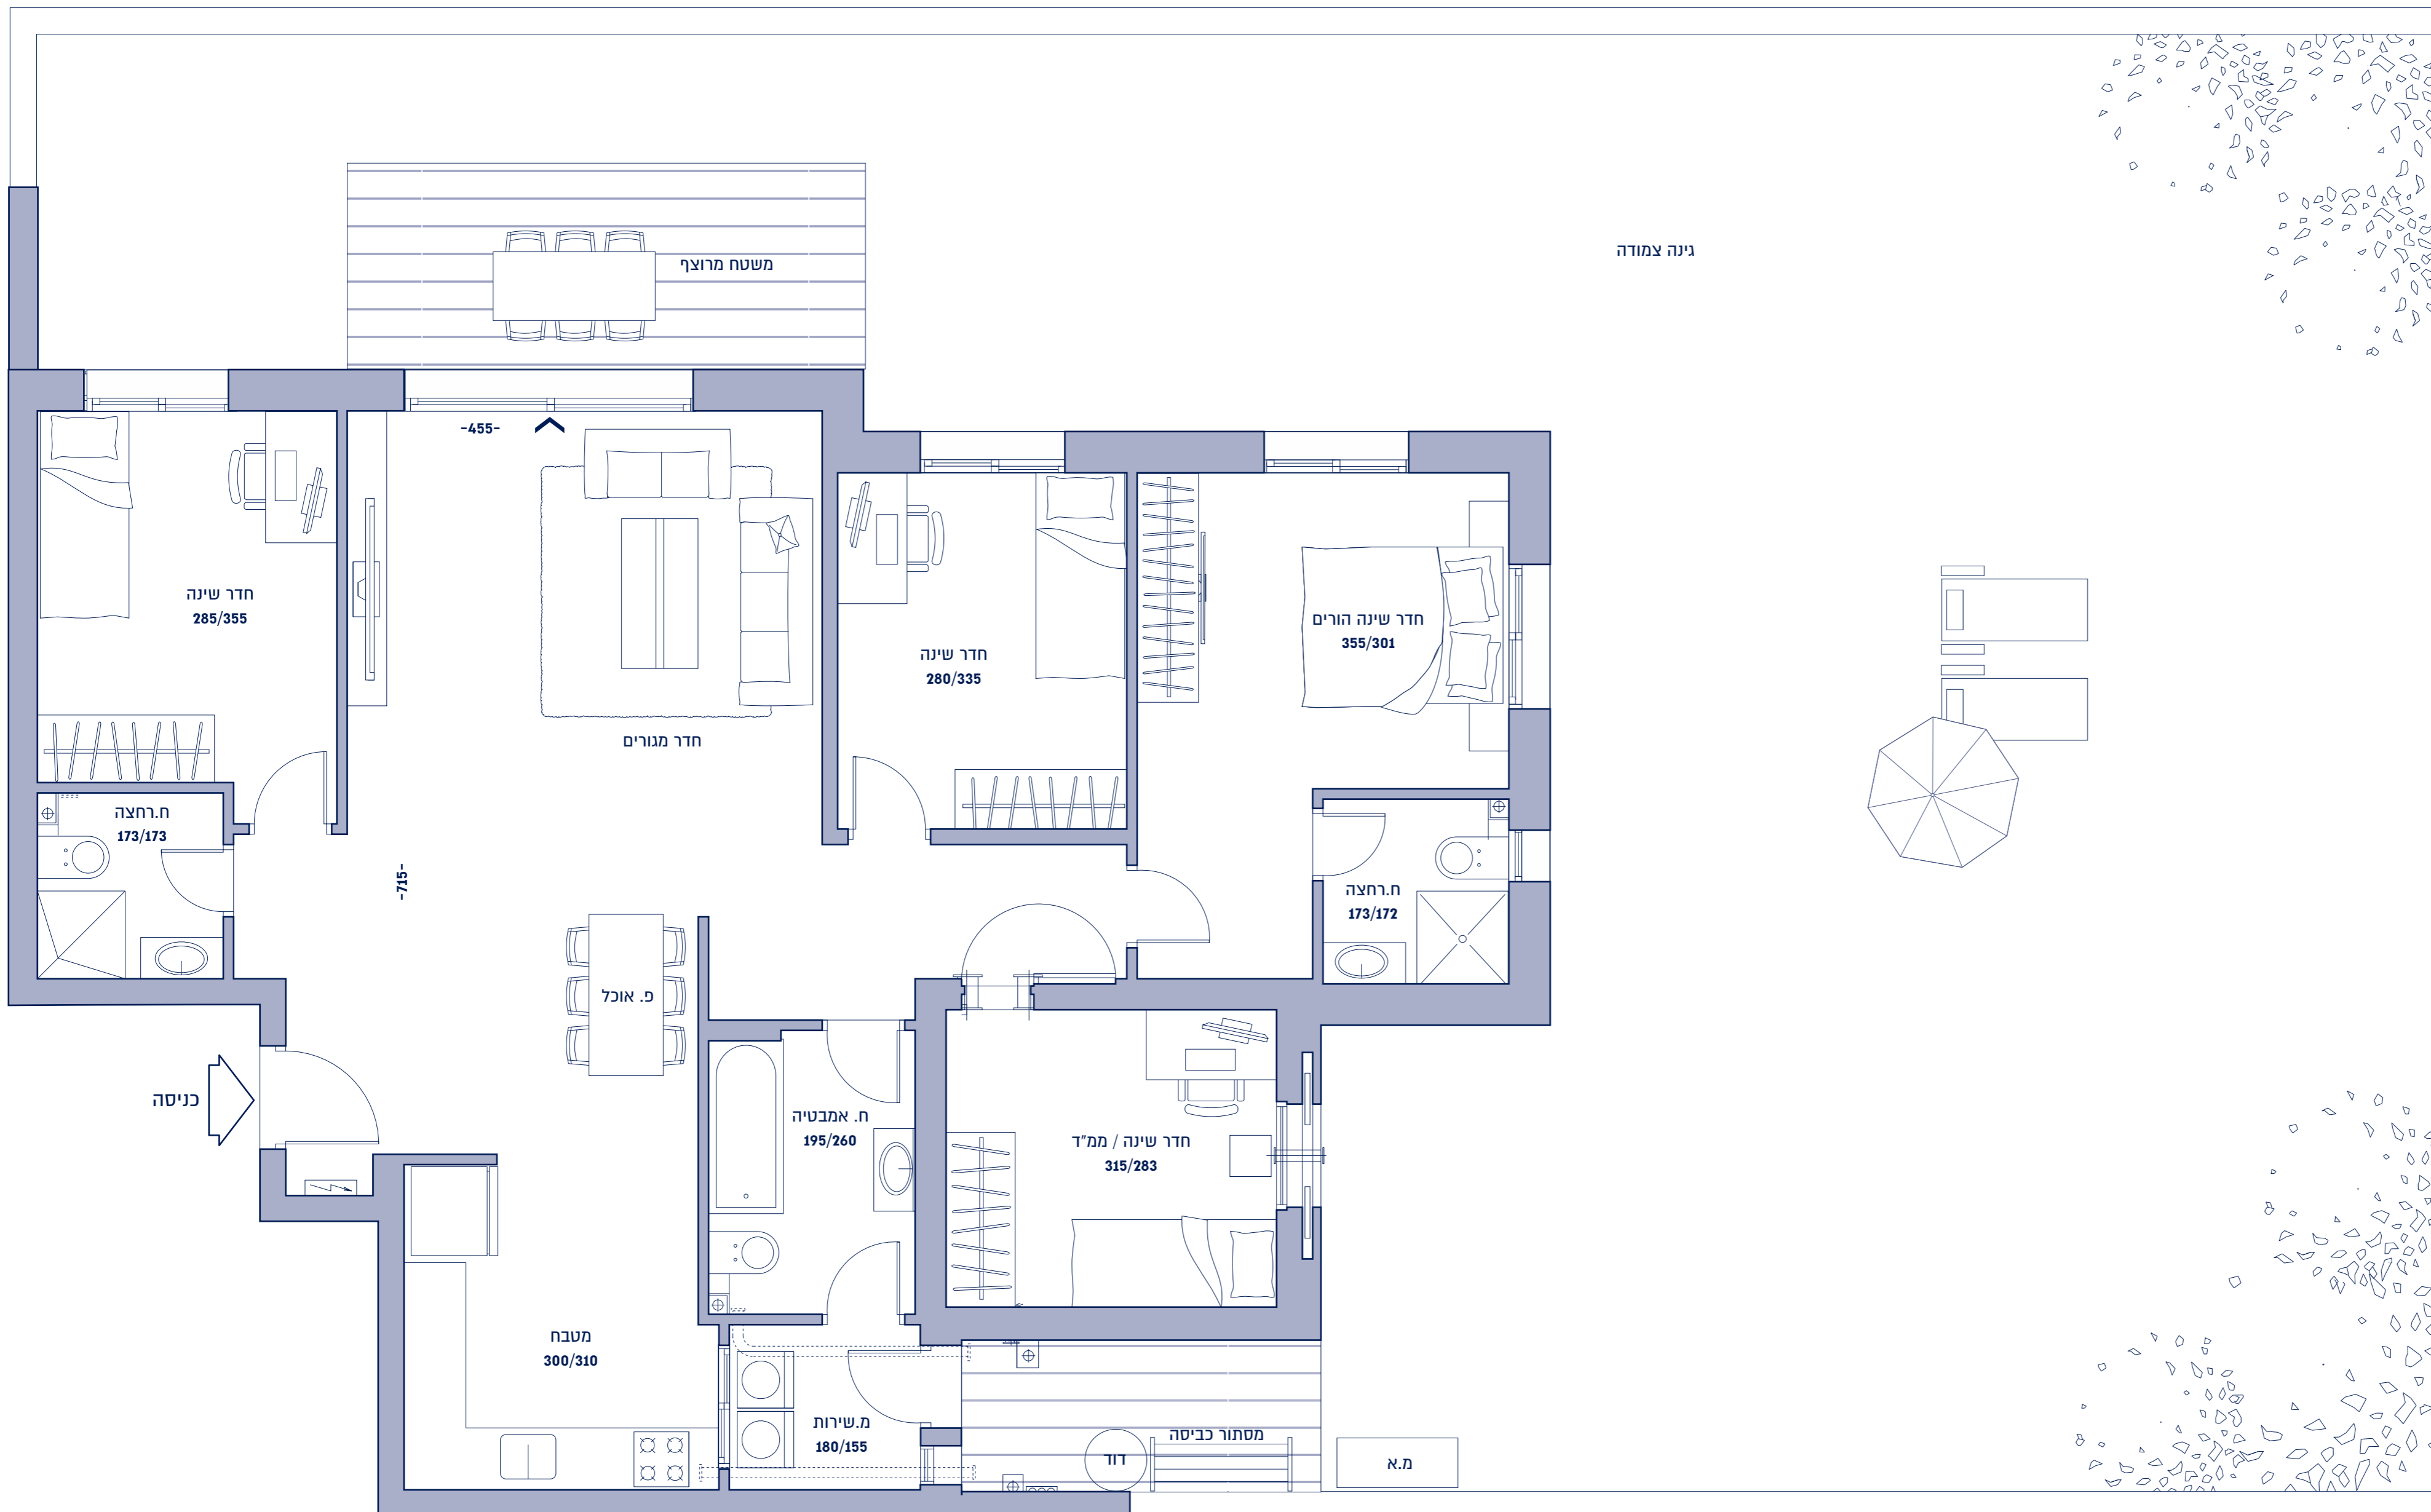 גינה צמודה
משטח מרוצף
-455-
חדר שינה
285/355
חדר שינה הורים
355/301
חדר שינה
280/335
חדר מגורים
ח.רחצה
173/173
-715-
ח.רחצה
173/172
פ. אוכל
כניסה
ח. אמבטיה
195/260
חדר שינה / ממ"ד
315/283
מטבח
300/310
מ.שירות
180/155
מסתור כביסה
דוד
מ.א